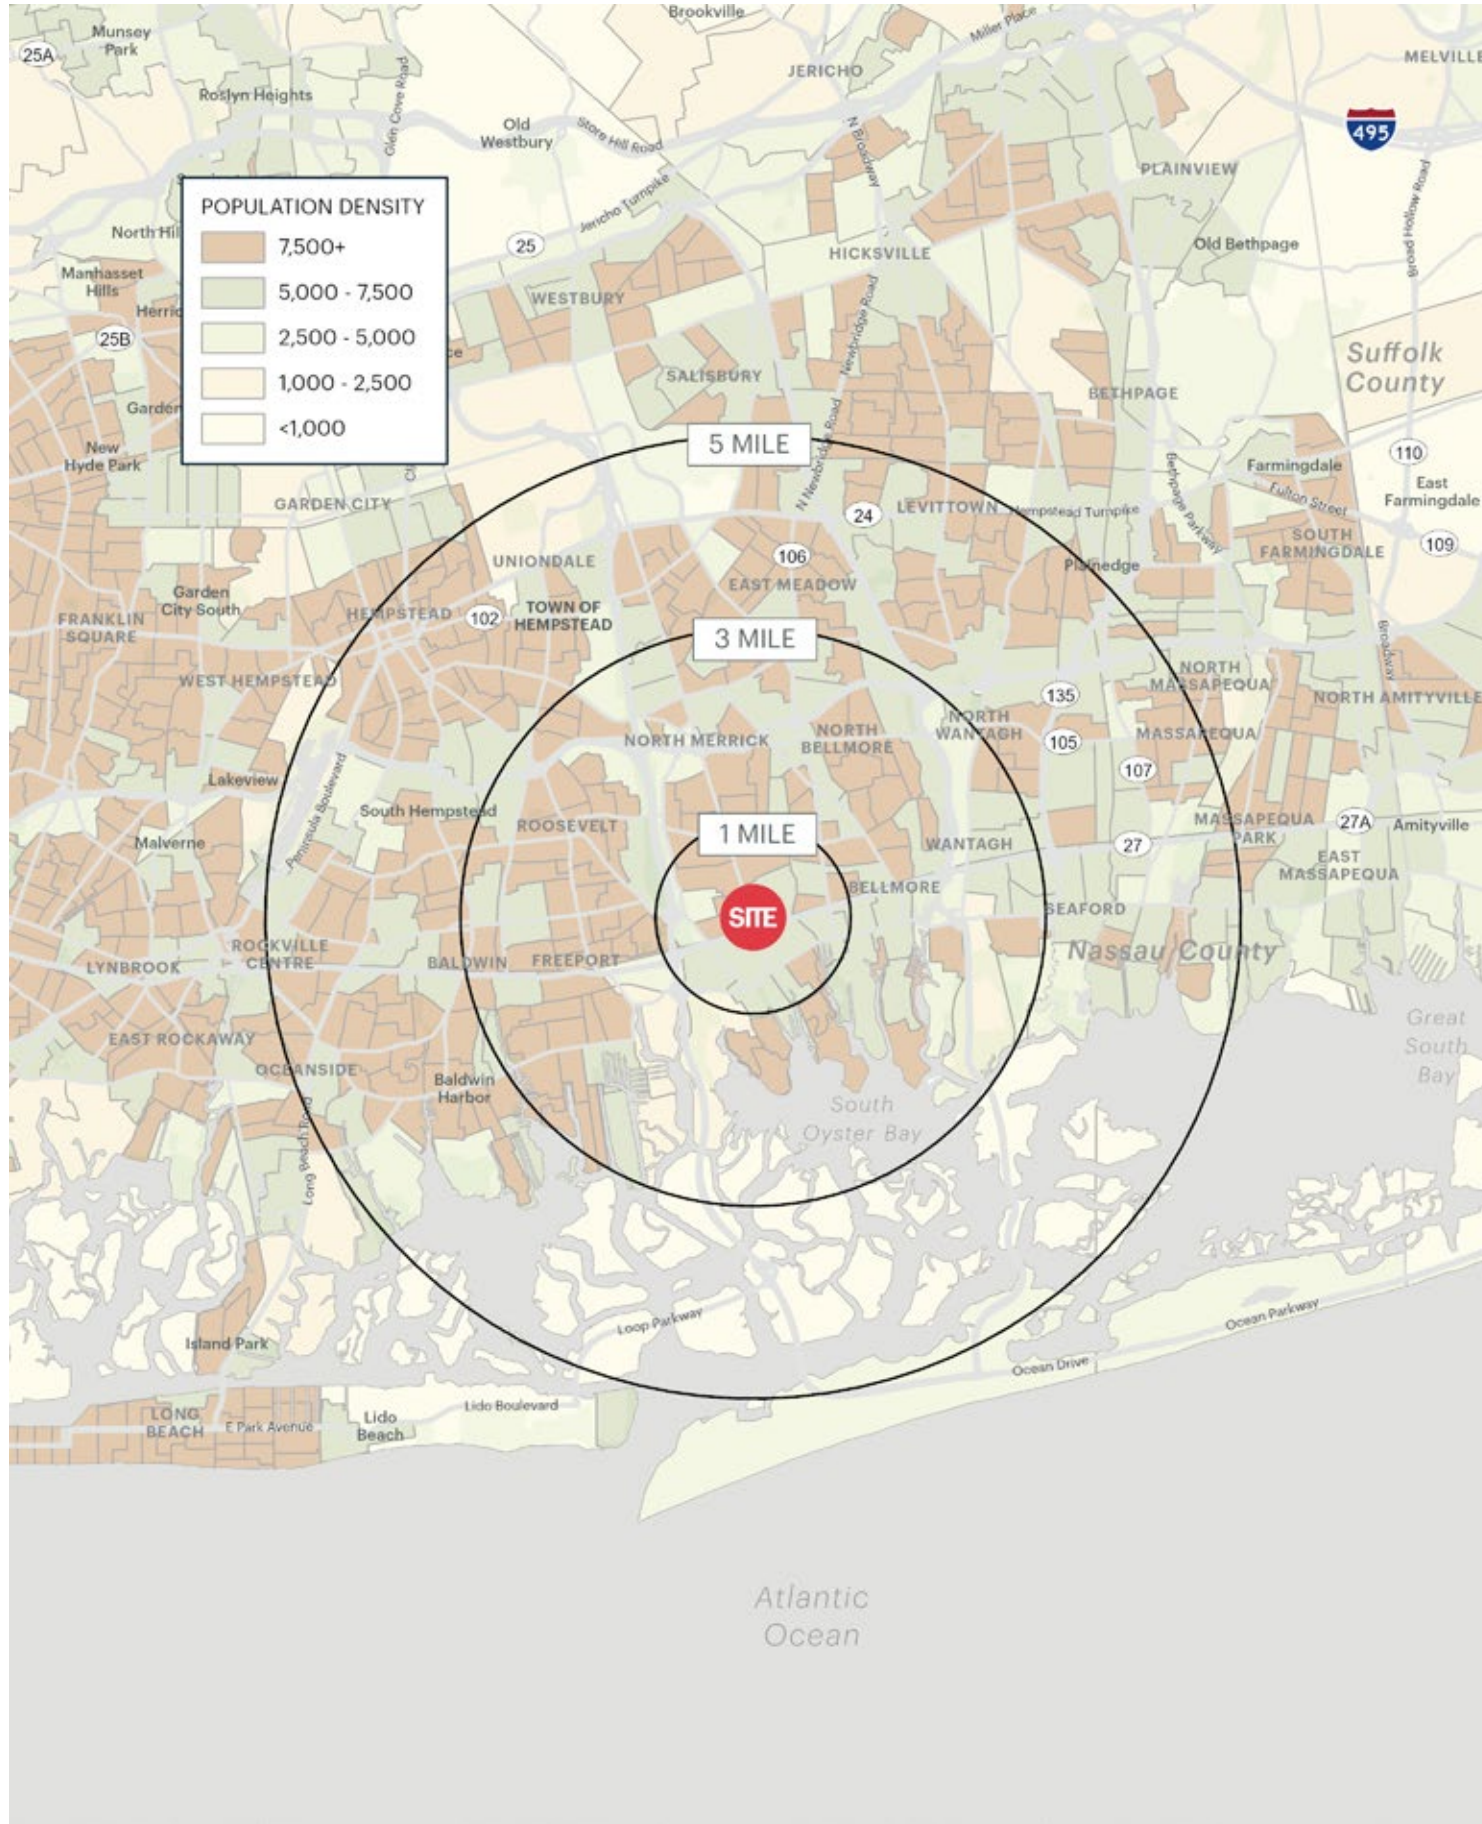 Brookville
Miller Place
Munsey
Park
25A
JERICHO
MELVILLE
Roslyn Heights
Glen Cove Road
Old
Westbury
Store Hill Road
N Broadway
495
PLAINVIEW
Broad Hollow Road
Jericho Turnpike
POPULATION DENSITY
7,500+
5,000 - 7,500
2,500 - 5,000
1,000 - 2,500
<1,000
North Hil
25
HICKSVILLE
Old Bethpage
Manhasset
Hills
Herric
WESTBURY
25B
Newbridge Road
Suffolk
County
ce
SALISBURY
BETHPAGE
Garden
New
Hyde Park
5 MILE
N Newbridge Road
110
Farmingdale
East
Farmingdale
Bethpage Parkway
Fulton Street
GARDEN CITY
24
LEVITTOWN
Hempstead Turnpike
SOUTH
FARMINGDALE
109
UNIONDALE
106
EAST MEADOW
Plainedge
Garden
City South
HEMPSTEAD
102
TOWN OF
HEMPSTEAD
FRANKLIN
SQUARE
3 MILE
Broadway
WEST HEMPSTEAD
NORTH
MASSAPEQUA
135
NORTH AMITYVILLE
NORTH MERRICK
NORTH
BELLMORE
NORTH
WANTAGH
105
MASSAPEQUA
107
Lakeview
Peninsula Boulevard
South Hempstead
ROOSEVELT
1 MILE
MASSAPEQUA
PARK
27A
Amityville
Malverne
WANTAGH
27
EAST
MASSAPEQUA
BELLMORE
SITE
SEAFORD
Nassau County
ROCKVILLE
CENTRE
LYNBROOK
BALDWIN
FREEPORT
EAST ROCKAWAY
OCEANSIDE
Baldwin
Harbor
Great
South
Bay
South
Oyster Bay
Long Beach Road
Island Park
Loop Parkway
Ocean Parkway
Ocean Drive
LONG
BEACH
E Park Avenue
Lido
Beach
Lido Boulevard
Atlantic
Ocean